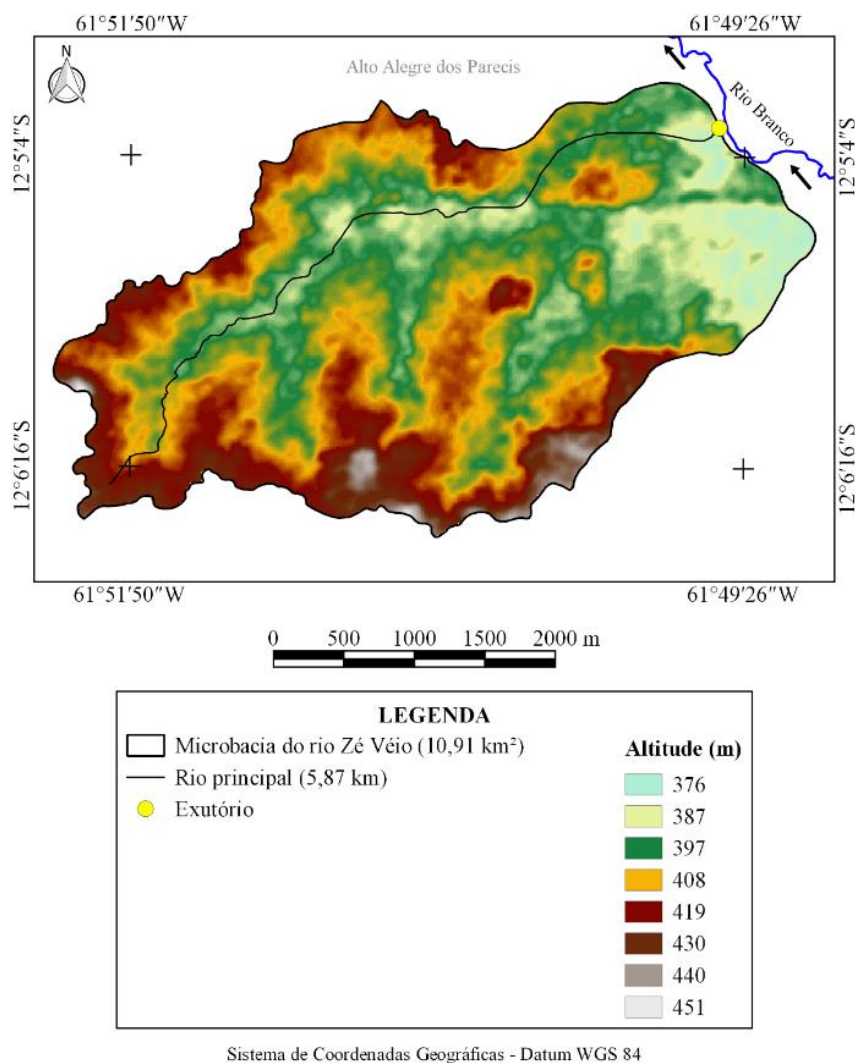 61°51'50"W 61°49'26"W
N
Alto Alegre dos Parecis
Rio Branco
12°5'4"S 12°5'4"S
12°6'16"S 12°6'16"S
61°51'50"W 61°49'26"W
0 500 1000 1500 2000 m
LEGENDA
Microbacia do rio Zé Véio (10,91 km²)
Rio principal (5,87 km)
Exutório
Altitude (m)
376
387
397
408
419
430
440
451
Sistema de Coordenadas Geográficas - Datum WGS 84